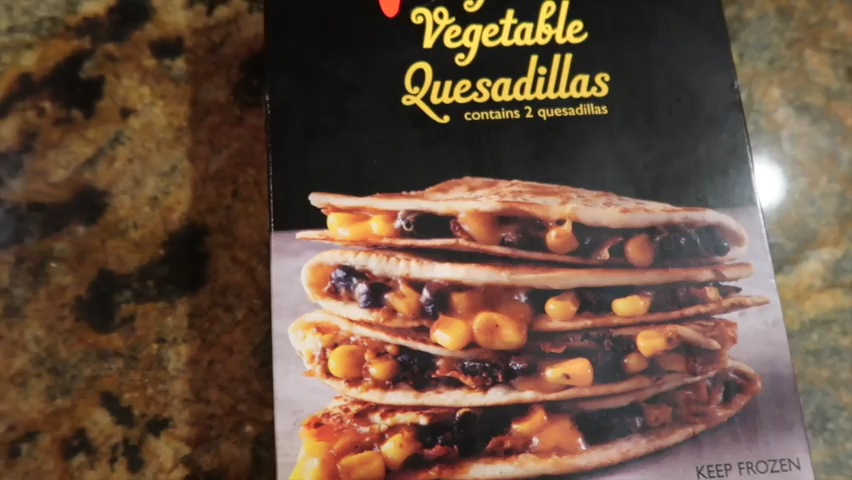 Vegetable
Quesadillas
contains 2 quesadillas
KEEP FROZEN